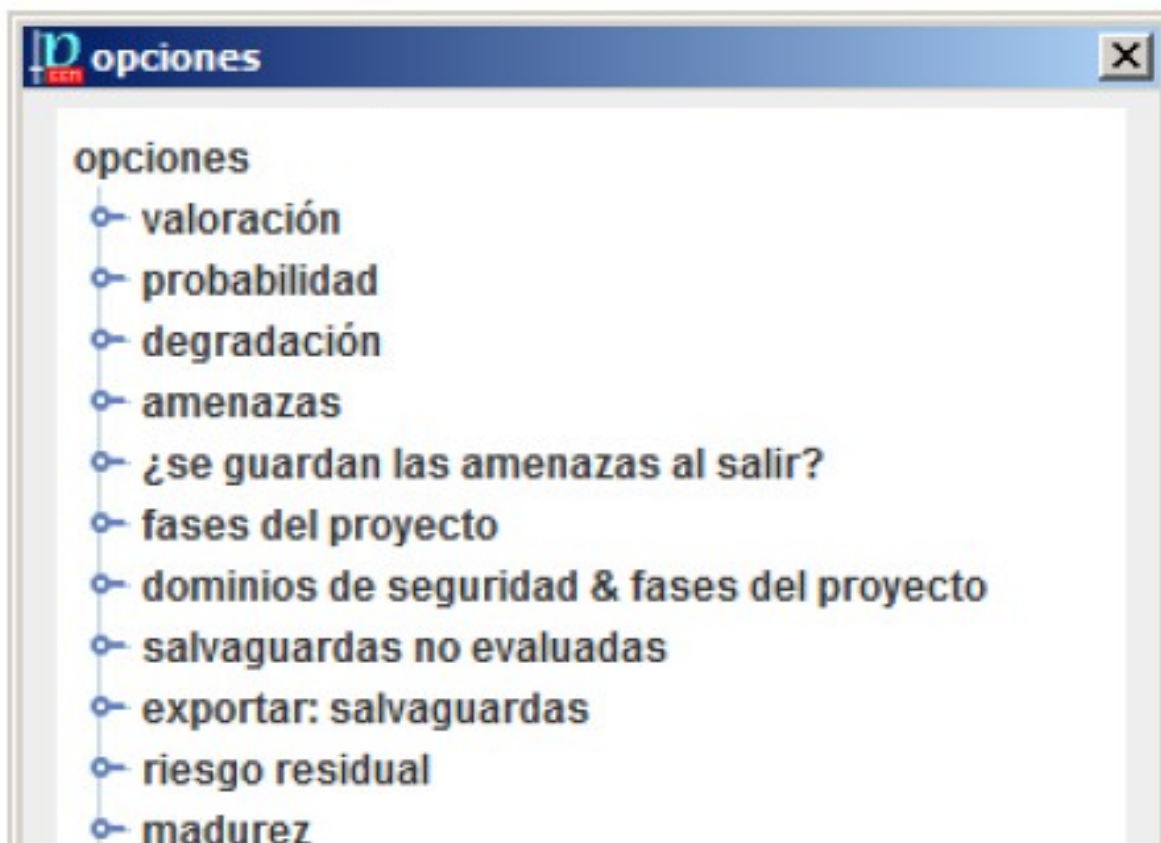 opciones
opciones
valoración
probabilidad
degradación
amenazas
¿se guardan las amenazas al salir?
fases del proyecto
dominios de seguridad & fases del proyecto
salvaguardas no evaluadas
exportar: salvaguardas
riesgo residual
madurez